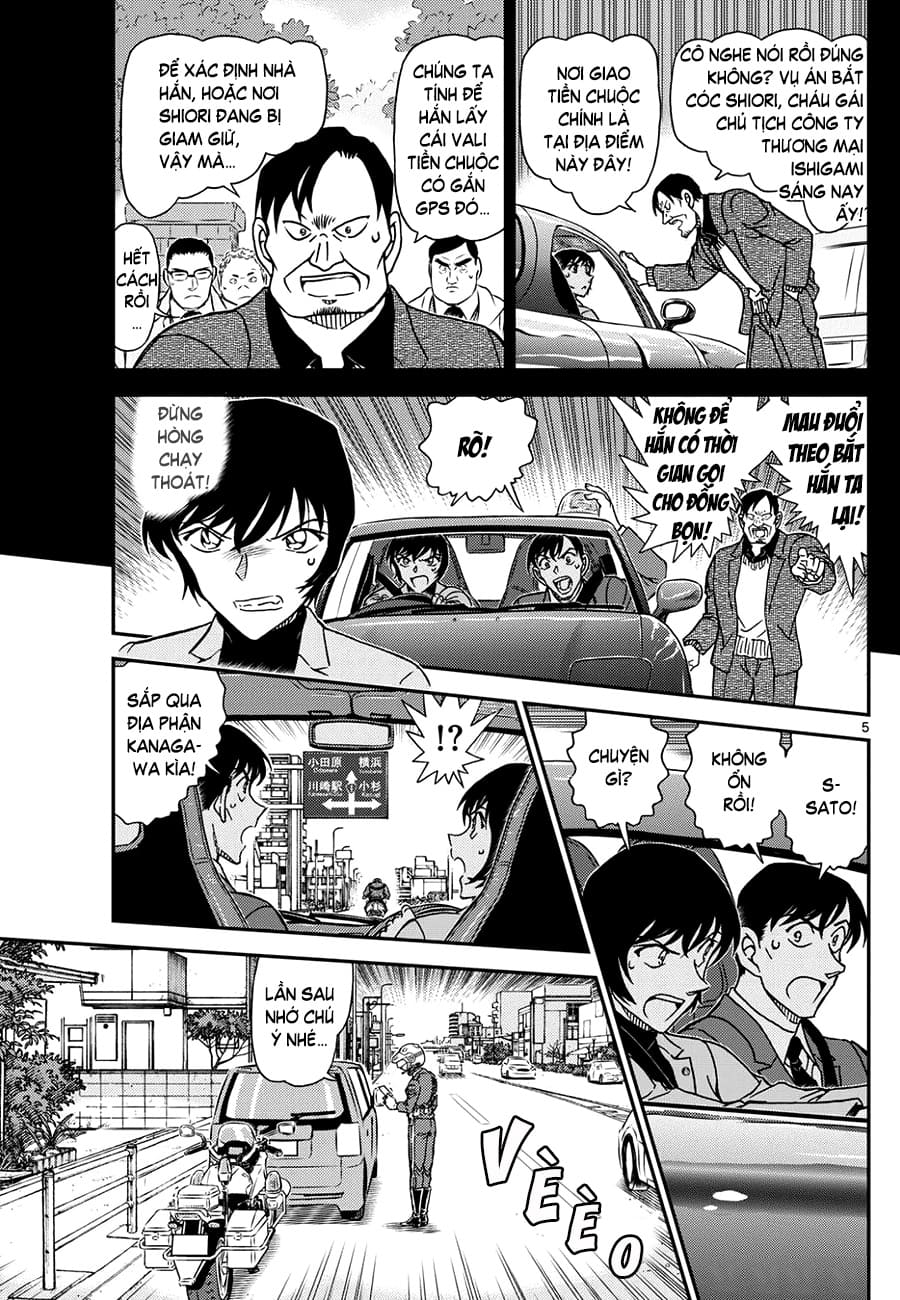 CÔ NGHE NÓI RỒI ĐÚNG
KHÔNG? VỤ ÁN BẮT
CÓC SHIORI, CHÁU GÁI
CHỦ TỊCH CÔNG TY
THƯƠNG MẠI
ISHIGAMI
SÁNG NAY
ẤY!
NƠI GIAO
TIỀN CHUỘC
CHÍNH LÀ
TẠI ĐỊA ĐIỂM
NÀY ĐÂY!
CHÚNG TA
TÍNH ĐỂ
HẮN LẤY
CÁI VALI
TIỀN CHUỘC
CÓ GẮN
GPS ĐÓ...
ĐỂ XÁC ĐỊNH NHÀ
HẮN, HOẶC NƠI
SHIORI ĐANG BỊ
GIAM GIỮ,
VẬY MÀ...
HẾT
CÁCH
RỒI
...
MAU ĐUỔI
THEO BẮT
HẮN TA
LẠI!
KHÔNG ĐỂ
HẮN CÓ THỜI
GIAN GỌI
CHO ĐỒNG
BỌN!
RÕ!
ĐỪNG
HÒNG
CHẠY
THOÁT!
5
S-
SATO!
KHÔNG
ỔN
RỒI!
CHUYỆN
GÌ?
!?
SẮP QUA
ĐỊA PHẬN
KANAGA-
WA KÌA!
小田原 横浜
川崎駅 小杉
LẦN SAU
NHỚ CHÚ
Ý NHÉ...
VÈÈO